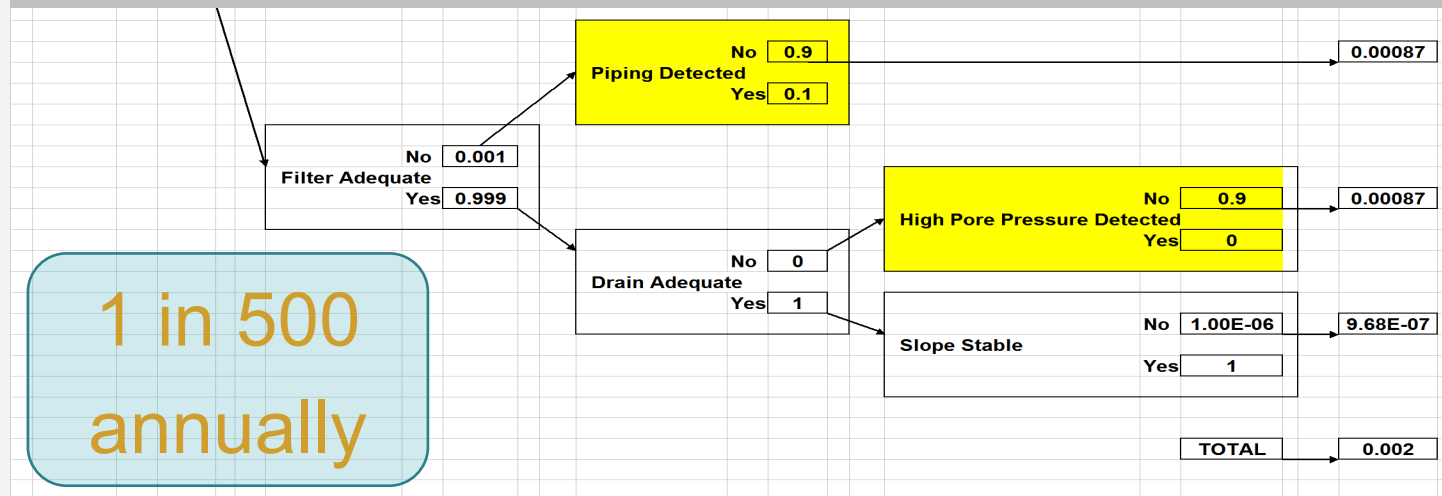 No 0.9 0.00087
Piping Detected
Yes 0.1
No 0.001
Filter Adequate
Yes 0.999
No 0.9 0.00087
High Pore Pressure Detected
Yes 0
No 0
Drain Adequate
Yes 1
No 1.00E-06 9.68E-07
Slope Stable
Yes 1
TOTAL 0.002
1 in 500
annually